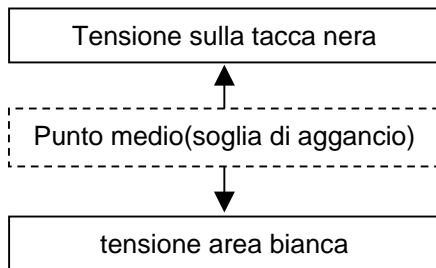 Tensione sulla tacca nera
Punto medio(soglia di aggancio)
tensione area bianca